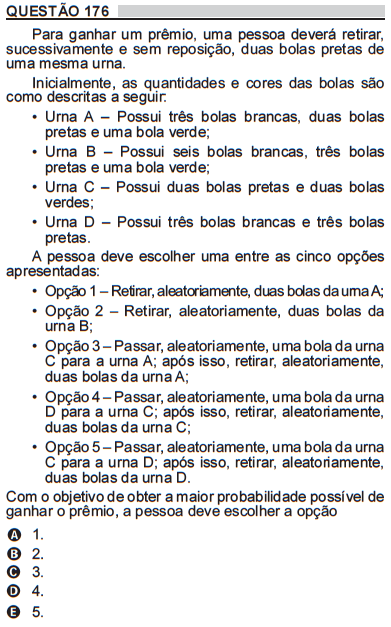 QUESTÃO 176
Para ganhar um prêmio, uma pessoa deverá retirar,
sucessivamente e sem reposição, duas bolas pretas de
uma mesma urna.
Inicialmente, as quantidades e cores das bolas são
como descritas a seguir:
• Urna A – Possui três bolas brancas, duas bolas
pretas e uma bola verde;
• Urna B – Possui seis bolas brancas, três bolas
pretas e uma bola verde;
• Urna C – Possui duas bolas pretas e duas bolas
verdes;
• Urna D – Possui três bolas brancas e três bolas
pretas.
A pessoa deve escolher uma entre as cinco opções
apresentadas:
• Opção 1 – Retirar, aleatoriamente, duas bolas da urna A;
• Opção 2 – Retirar, aleatoriamente, duas bolas da
urna B;
• Opção 3 – Passar, aleatoriamente, uma bola da urna
C para a urna A; após isso, retirar, aleatoriamente,
duas bolas da urna A;
• Opção 4 – Passar, aleatoriamente, uma bola da urna
D para a urna C; após isso, retirar, aleatoriamente,
duas bolas da urna C;
• Opção 5 – Passar, aleatoriamente, uma bola da urna
C para a urna D; após isso, retirar, aleatoriamente,
duas bolas da urna D.
Com o objetivo de obter a maior probabilidade possível de
ganhar o prêmio, a pessoa deve escolher a opção
A 1.
B 2.
C 3.
D 4.
E 5.